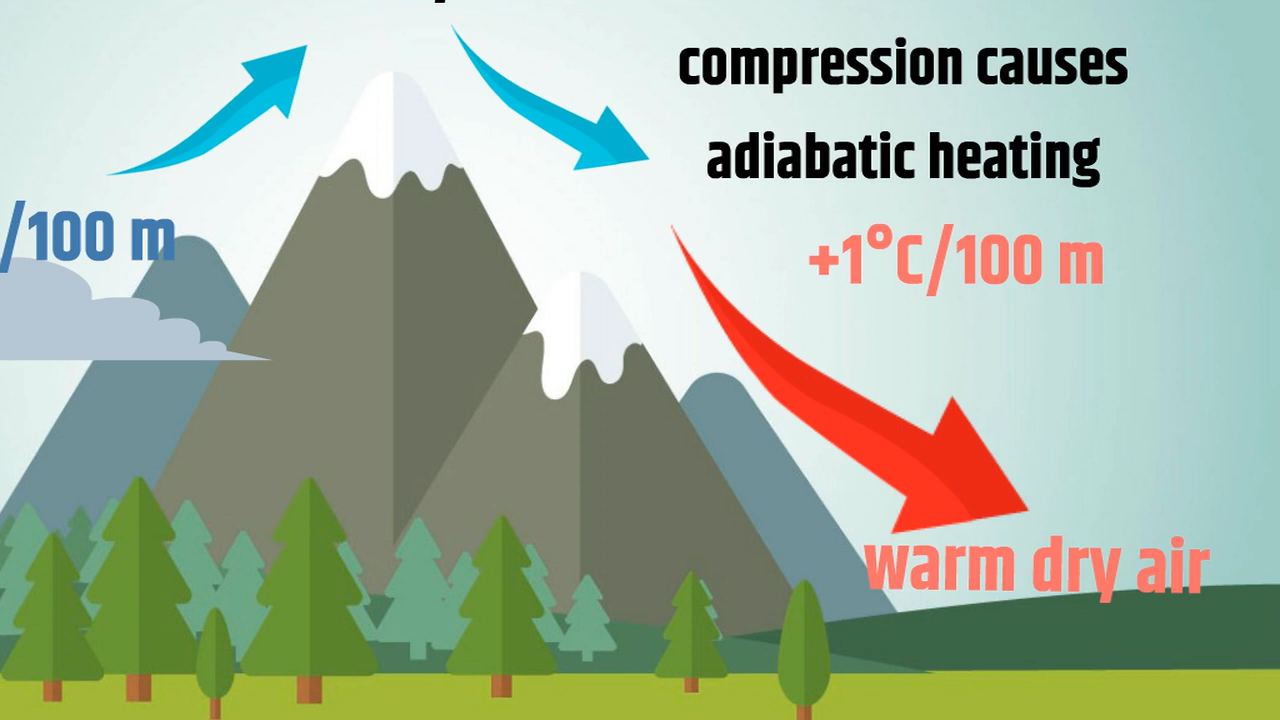 compression causes
adiabatic heating
/100 m
+1°C/100 m
warm dry air